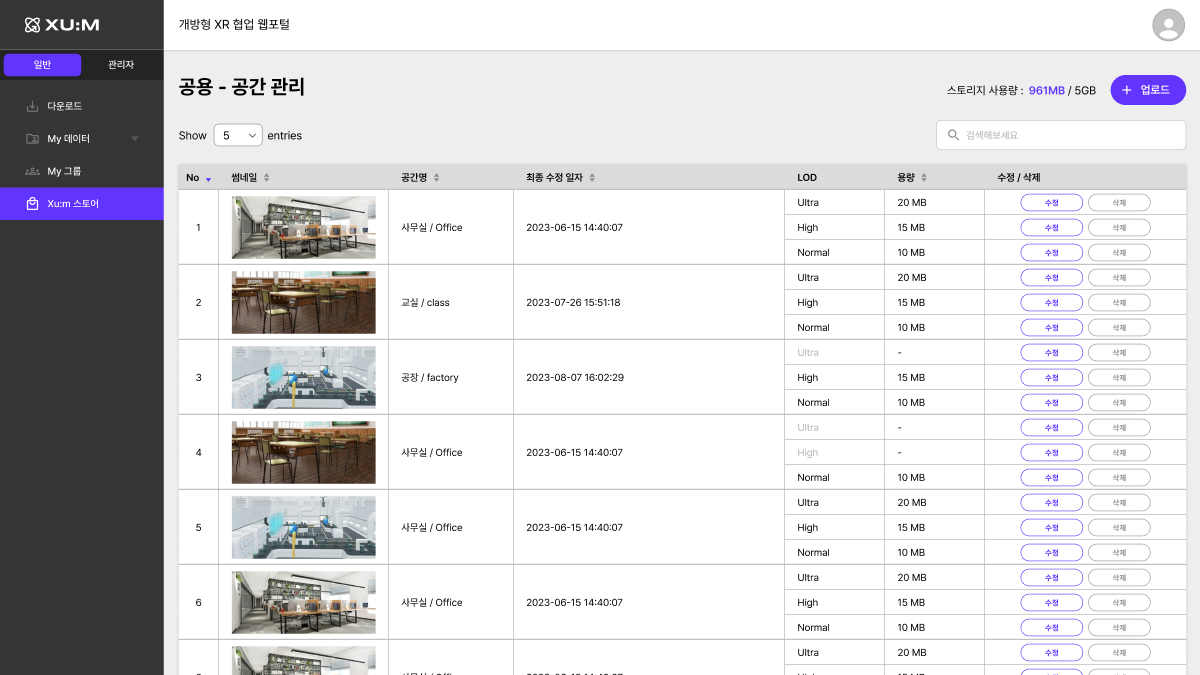 XU:M
개방형 XR 협업 웹포털
일반 관리자
다운로드
My 데이터
My 그룹
Xu:m 스토어
공용 - 공간 관리
스토리지 사용량 : 961MB / 5GB
+ 업로드
Show 5 entries
검색해보세요
No 썸네일 공간명 최종 수정 일자 LOD 용량 수정 / 삭제
1 사무실 / Office 2023-06-15 14:40:07
Ultra 20 MB 수정 삭제
High 15 MB 수정 삭제
Normal 10 MB 수정 삭제
2 교실 / class 2023-07-26 15:51:18
Ultra 20 MB 수정 삭제
High 15 MB 수정 삭제
Normal 10 MB 수정 삭제
3 공장 / factory 2023-08-07 16:02:29
Ultra - 수정 삭제
High 15 MB 수정 삭제
Normal 10 MB 수정 삭제
4 사무실 / Office 2023-06-15 14:40:07
Ultra - 수정 삭제
High - 수정 삭제
Normal 10 MB 수정 삭제
5 사무실 / Office 2023-06-15 14:40:07
Ultra 20 MB 수정 삭제
High 15 MB 수정 삭제
Normal 10 MB 수정 삭제
6 사무실 / Office 2023-06-15 14:40:07
Ultra 20 MB 수정 삭제
High 15 MB 수정 삭제
Normal 10 MB 수정 삭제
Ultra 20 MB 수정 삭제